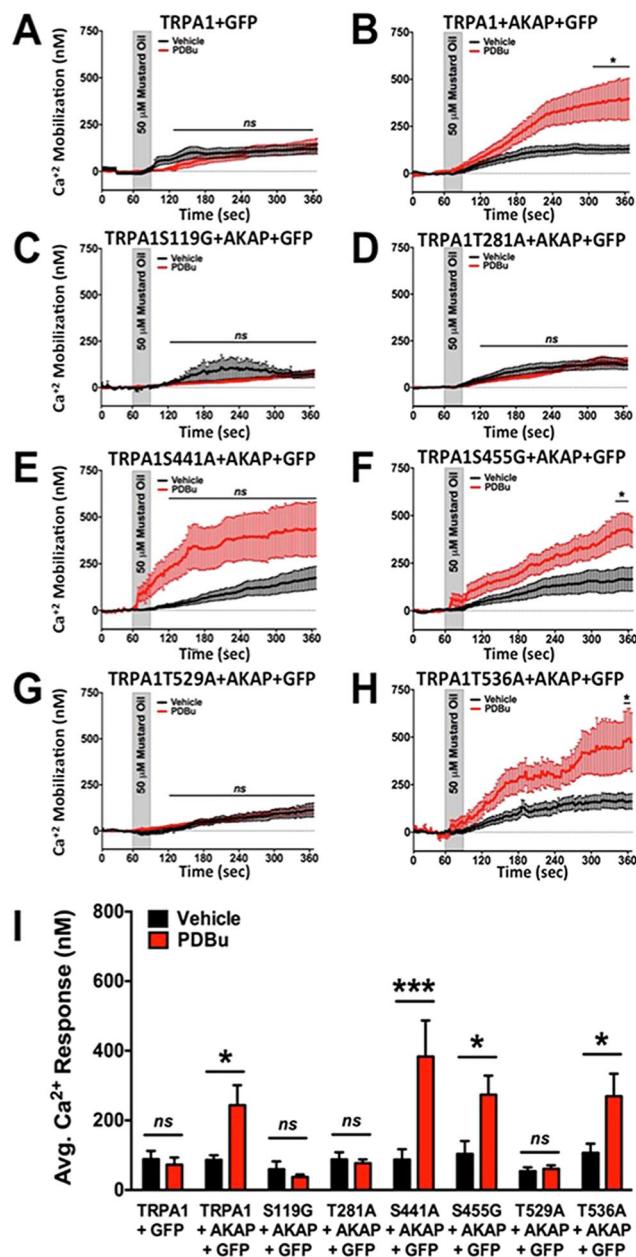 A
TRPA1+GFP
Vehicle
PDBu
50 µM Mustard Oil
ns
Ca+2 Mobilization (nM)
750
500
250
0
0 60 120 180 240 300 360
Time (sec)
B
TRPA1+AKAP+GFP
Vehicle
PDBu
50 µM Mustard Oil
*
750
500
250
0
0 60 120 180 240 300 360
Time (sec)
C
TRPA1S119G+AKAP+GFP
Vehicle
PDBu
50 µM Mustard Oil
ns
Ca+2 Mobilization (nM)
750
500
250
0
0 60 120 180 240 300 360
Time (sec)
D
TRPA1T281A+AKAP+GFP
Vehicle
PDBu
50 µM Mustard Oil
ns
750
500
250
0
0 60 120 180 240 300 360
Time (sec)
E
TRPA1S441A+AKAP+GFP
Vehicle
PDBu
50 µM Mustard Oil
ns
Ca+2 Mobilization (nM)
750
500
250
0
0 60 120 180 240 300 360
Time (sec)
F
TRPA1S455G+AKAP+GFP
Vehicle
PDBu
50 µM Mustard Oil
*
750
500
250
0
0 60 120 180 240 300 360
Time (sec)
G
TRPA1T529A+AKAP+GFP
Vehicle
PDBu
50 µM Mustard Oil
ns
Ca+2 Mobilization (nM)
750
500
250
0
0 60 120 180 240 300 360
Time (sec)
H
TRPA1T536A+AKAP+GFP
Vehicle
PDBu
50 µM Mustard Oil
*
750
500
250
0
0 60 120 180 240 300 360
Time (sec)
I
Vehicle
PDBu
Avg. Ca2+ Response (nM)
800
600
400
200
0
ns
*
ns
ns
***
*
ns
*
TRPA1 TRPA1 S119G T281A S441A S455G T529A T536A
+ GFP + AKAP + AKAP + AKAP + AKAP + AKAP + AKAP + AKAP
+ GFP + GFP + GFP + GFP + GFP + GFP + GFP